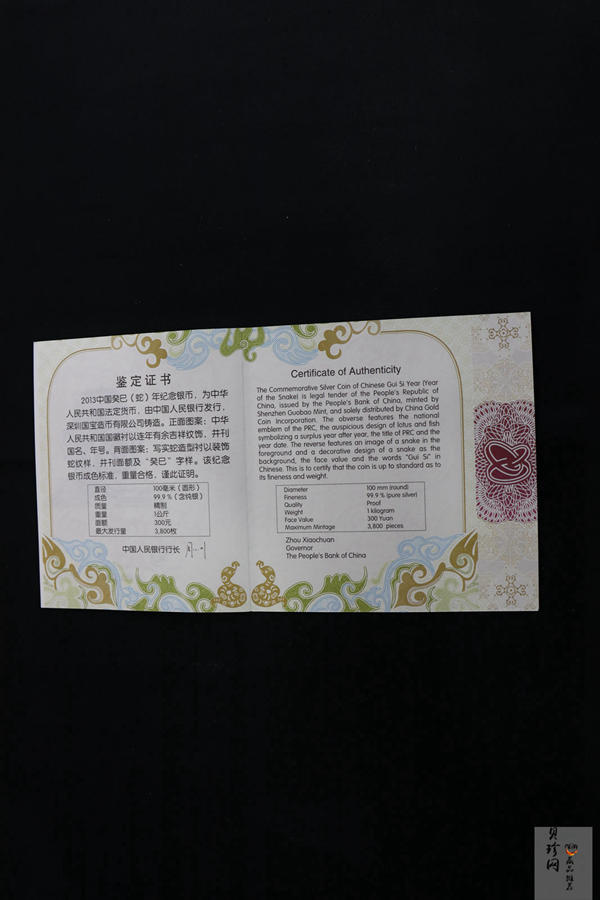 鉴定证书
2013中国癸巳（蛇）年纪念银币，为中华
人民共和国法定货币，由中国人民银行发行，
深圳国宝造币有限公司铸造。正面图案：中华
人民共和国国徽衬以连年有余吉祥纹饰，并刊
国名、年号。背面图案：写实蛇造型衬以装饰
蛇纹样，并刊面额及“癸巳”字样。该纪念
银币成色标准，重量合格，谨此证明。
直径 100毫米（圆形）
成色 99.9%（含纯银）
质量 精制
重量 1公斤
面额 300元
最大发行量 3,800枚
中国人民银行行长
Certificate of Authenticity
The Commemorative Silver Coin of Chinese Gui Si Year (Year
of the Snake) is legal tender of the People's Republic of
China, issued by the People's Bank of China, minted by
Shenzhen Guobao Mint, and solely distributed by China Gold
Coin Incorporation. The obverse features the national
emblem of the PRC, the auspicious design of lotus and fish
symbolizing a surplus year after year, the title of PRC and the
year date. The reverse features an image of a snake in the
foreground and a decorative design of a snake as the
background, the face value and the words "Gui Si" in
Chinese. This is to certify that the coin is up to standard as to
its fineness and weight.
Diameter 100 mm (round)
Fineness 99.9 % (pure silver)
Quality Proof
Weight 1 kilogram
Face Value 300 Yuan
Maximum Mintage 3,800 pieces
Zhou Xiaochuan
Governor
The People's Bank of China
贝珍网
藏品推荐